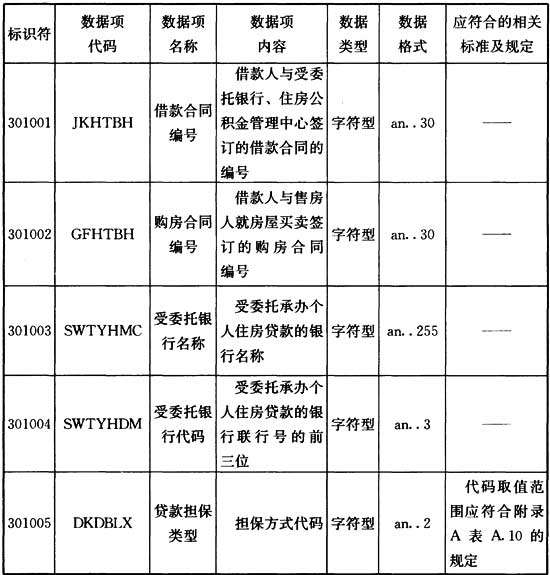 标识符
数据项
代码
数据项
名称
数据项
内容
数据
类型
数据
格式
应符合的相关
标准及规定
301001
JKHTBH
借款合同
编号
借款人与受委
托银行、住房公
积金管理中心签
订的借款合同的
编号
字符型
an..30
——
301002
GFHTBH
购房合同
编号
借款人与售房
人就房屋买卖签
订的购房合同
编号
字符型
an..30
——
301003
SWTYHMC
受委托银
行名称
受委托承办个
人住房贷款的银
行名称
字符型
an..255
——
301004
SWTYHDM
受委托银
行代码
受委托承办个
人住房贷款的银
行联行号的前
三位
字符型
an..3
——
301005
DKDBLX
贷款担保
类型
担保方式代码
字符型
an..2
代码取值范
围应符合附录
A 表 A.10 的
规定